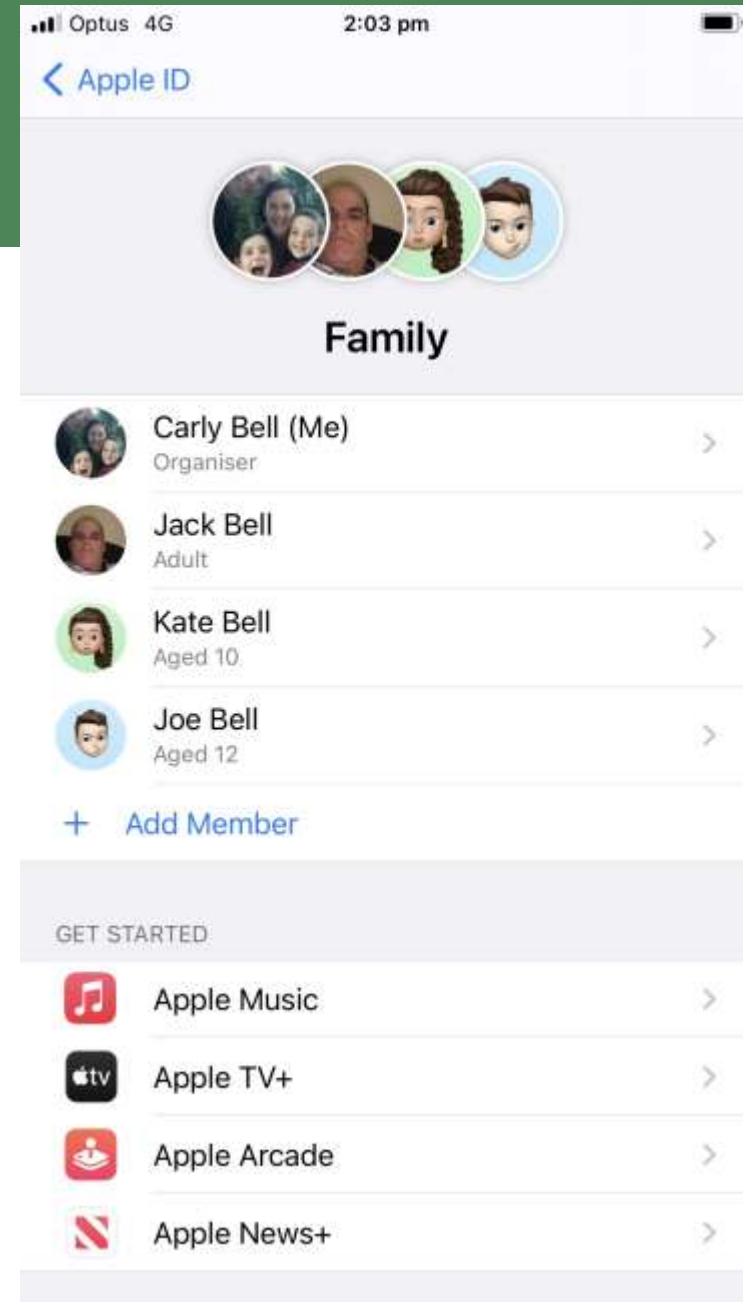 Optus 4G 2:03 pm
Apple ID
Family
Carly Bell (Me)
Organiser
Jack Bell
Adult
Kate Bell
Aged 10
Joe Bell
Aged 12
+ Add Member
GET STARTED
Apple Music
tv Apple TV+
Apple Arcade
Apple News+